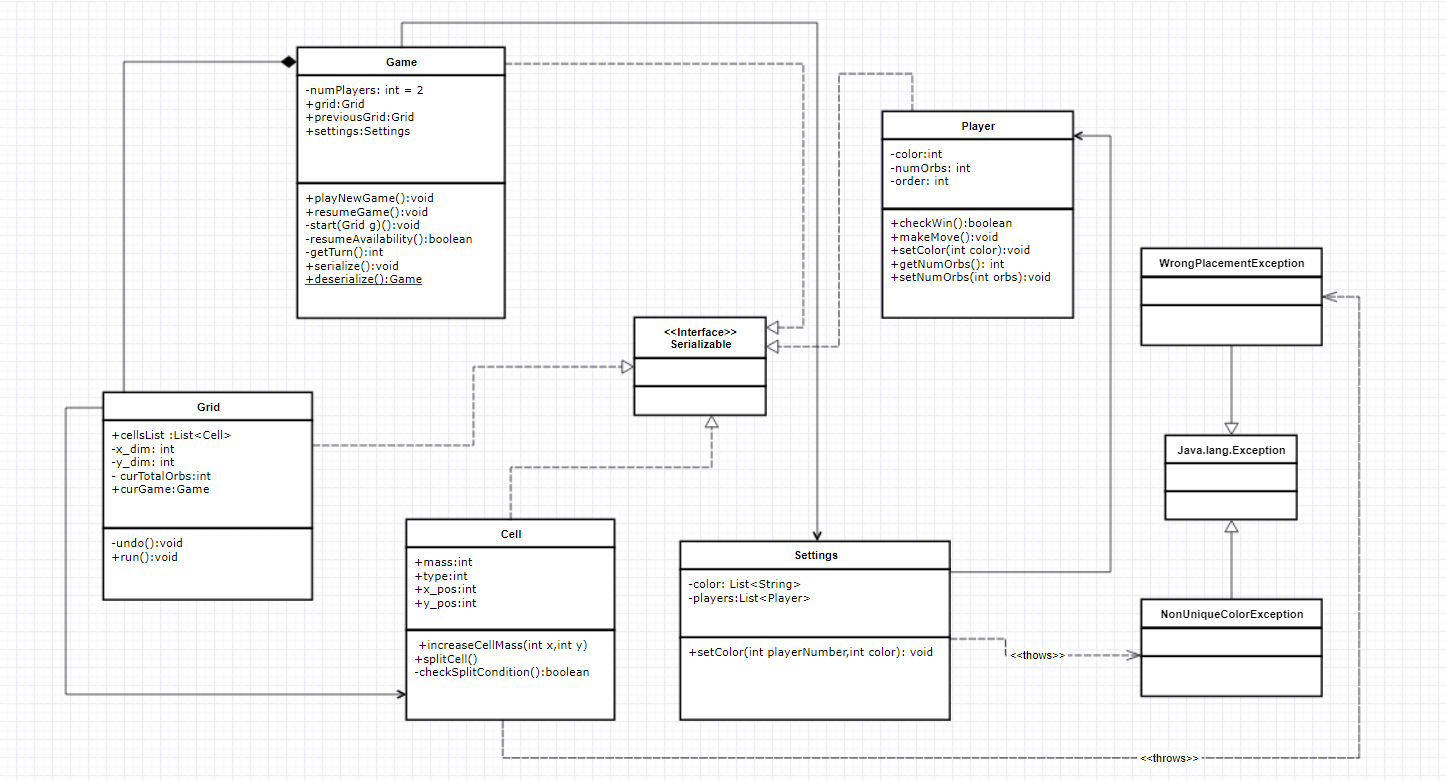 Game
-numPlayers: int = 2
+grid:Grid
+previousGrid:Grid
+settings:Settings
+playNewGame():void
+resumeGame():void
-start(Grid g)():void
-resumeAvailability():boolean
-getTurn():int
+serialize():void
+deserialize():Game
Player
-color:int
-numOrbs: int
-order: int
+checkWin():boolean
+makeMove():void
+setColor(int color):void
+getNumOrbs(): int
+setNumOrbs(int orbs):void
WrongPlacementException
<<Interface>>
Serializable
Grid
+cellsList :List<Cell>
-x_dim: int
-y_dim: int
- curTotalOrbs:int
+curGame:Game
-undo():void
+run():void
Java.lang.Exception
Cell
+mass:int
+type:int
+x_pos:int
+y_pos:int
+increaseCellMass(int x,int y)
+splitCell()
-checkSplitCondition():boolean
Settings
-color: List<String>
-players:List<Player>
+setColor(int playerNumber,int color): void
<<thows>>
NonUniqueColorException
<<throws>>